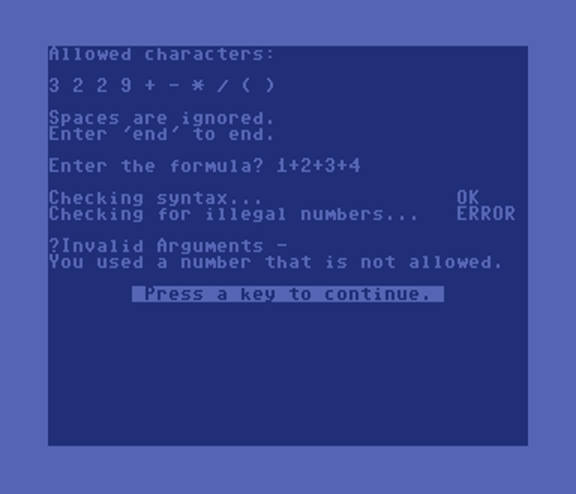 Allowed characters:
3 2 2 9 + - * / ( )
Spaces are ignored.
Enter 'end' to end.
Enter the formula? 1+2+3+4
Checking syntax... OK
Checking for illegal numbers... ERROR
?Invalid Arguments -
You used a number that is not allowed.
Press a key to continue.